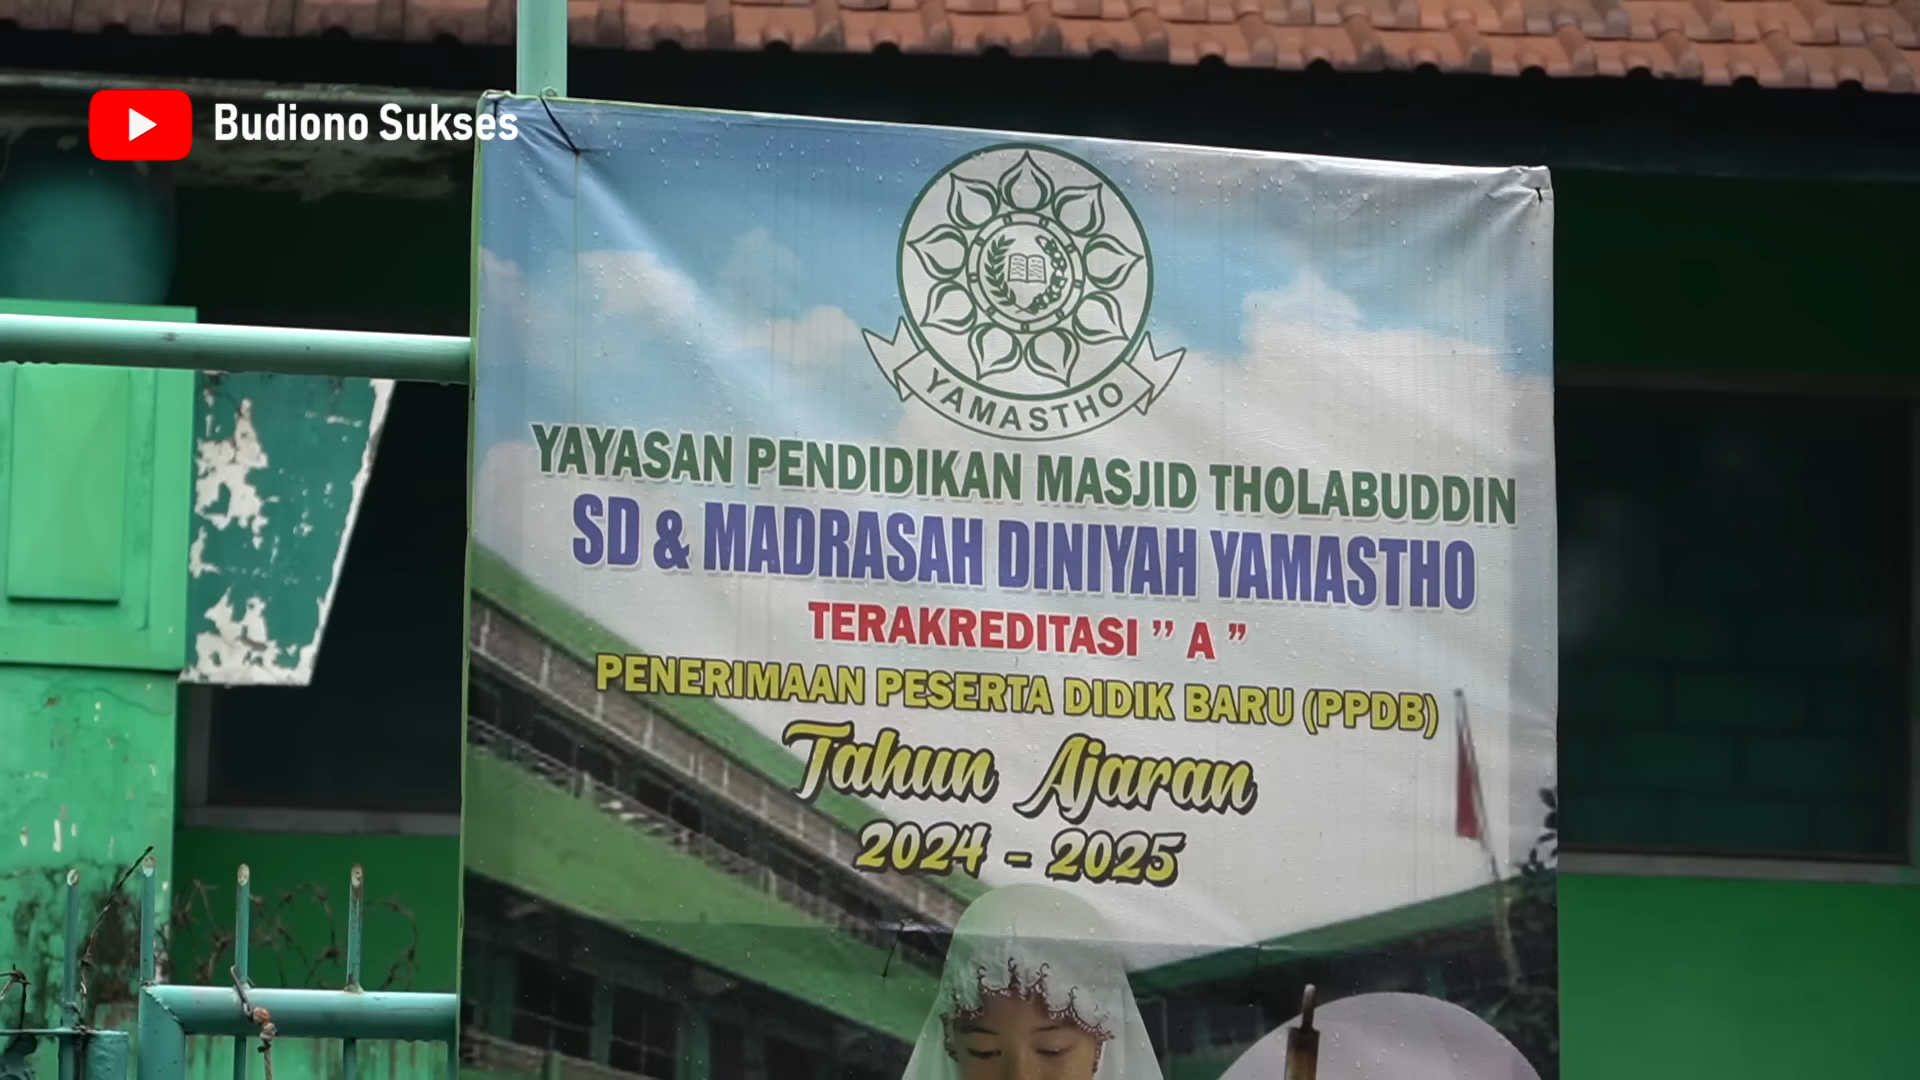 Budiono Sukses
YAMASTHO
YAYASAN PENDIDIKAN MASJID THOLABUDDIN
SD & MADRASAH DINIYAH YAMASTHO
TERAKREDITASI ” A ”
PENERIMAAN PESERTA DIDIK BARU (PPDB)
Tahun Ajaran
2024 - 2025